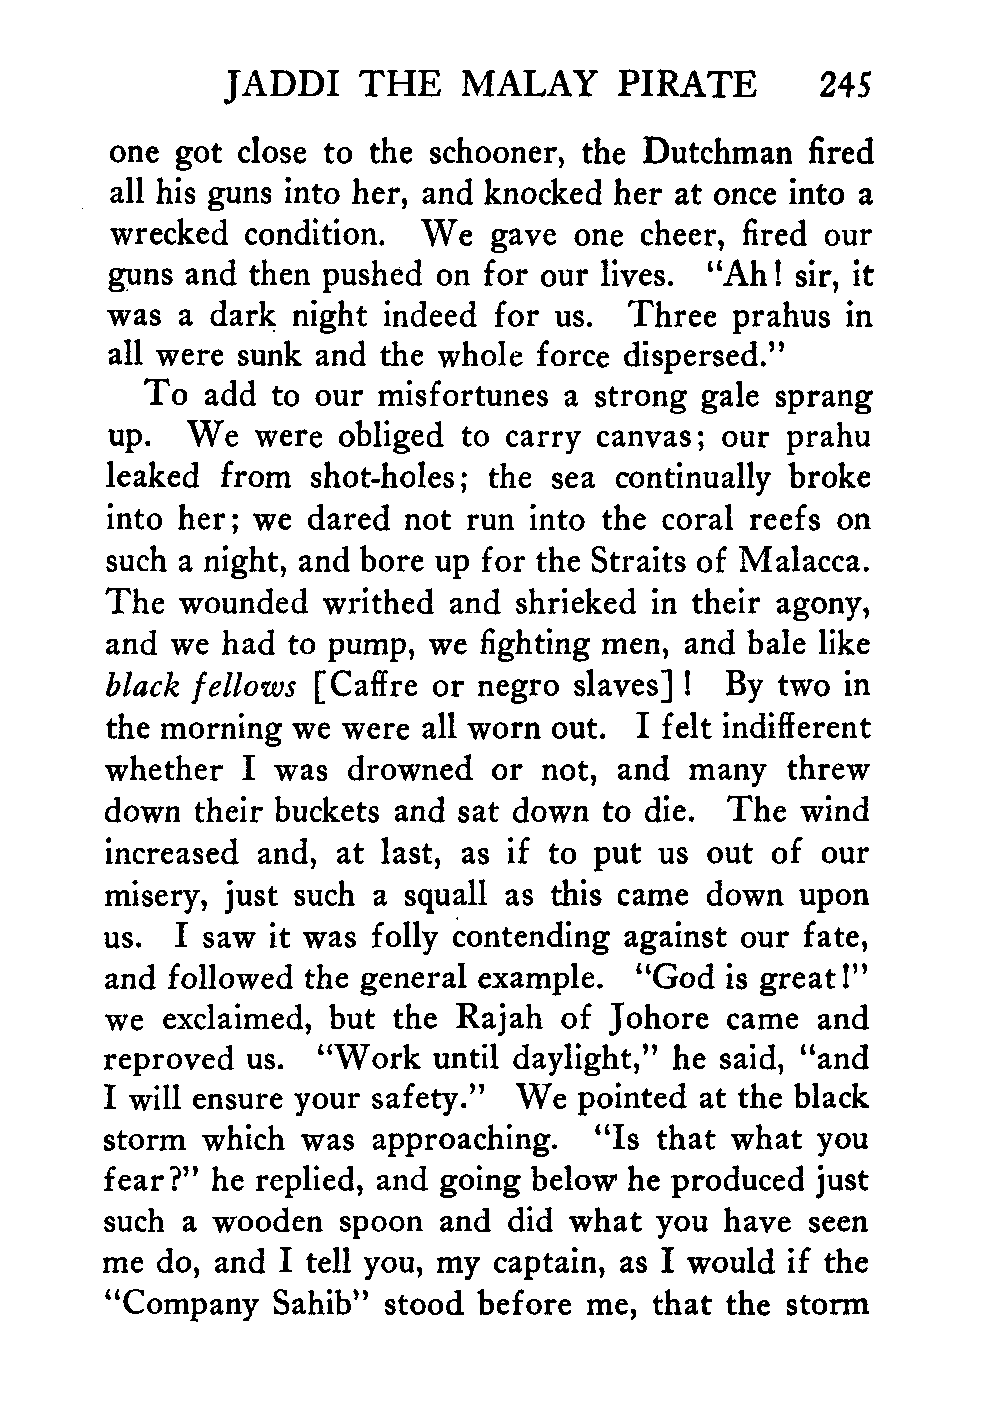 JADDI THE MALAY PIRATE 245
one got close to the schooner, the Dutchman fired
all his guns into her, and knocked her at once into a
wrecked condition. We gave one cheer, fired our
guns and then pushed on for our lives. "Ah! sir, it
was a dark night indeed for us. Three prahus in
all were sunk and the whole force dispersed."
To add to our misfortunes a strong gale sprang
up. We were obliged to carry canvas; our prahu
leaked from shot-holes; the sea continually broke
into her; we dared not run into the coral reefs on
such a night, and bore up for the Straits of Malacca.
The wounded writhed and shrieked in their agony,
and we had to pump, we fighting men, and bale like
black fellows [Caffre or negro slaves]! By two in
the morning we were all worn out. I felt indifferent
whether I was drowned or not, and many threw
down their buckets and sat down to die. The wind
increased and, at last, as if to put us out of our
misery, just such a squall as this came down upon
us. I saw it was folly contending against our fate,
and followed the general example. "God is great!"
we exclaimed, but the Rajah of Johore came and
reproved us. "Work until daylight," he said, "and
I will ensure your safety." We pointed at the black
storm which was approaching. "Is that what you
fear?" he replied, and going below he produced just
such a wooden spoon and did what you have seen
me do, and I tell you, my captain, as I would if the
"Company Sahib" stood before me, that the storm